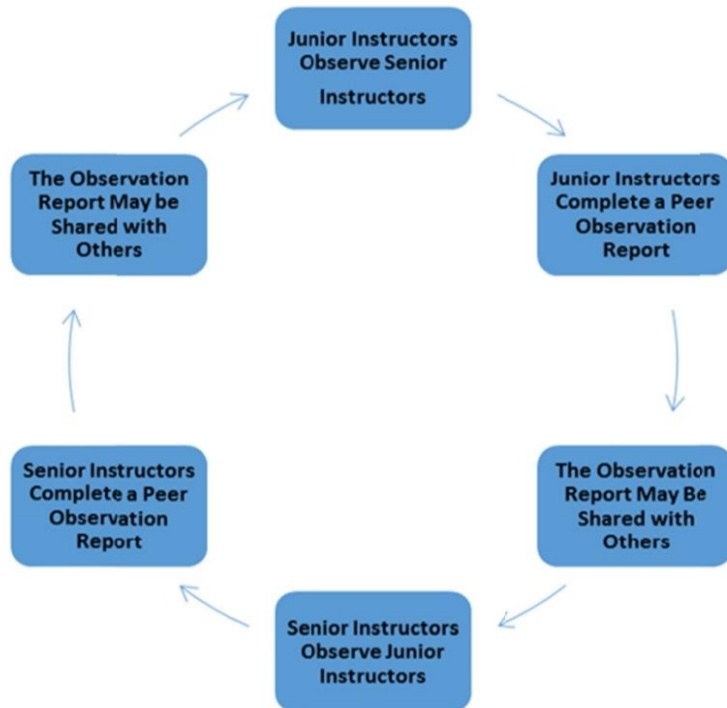 Junior Instructors
Observe Senior
Instructors
Junior Instructors
Complete a Peer
Observation
Report
The Observation
Report May Be
Shared with
Others
Senior Instructors
Observe Junior
Instructors
Senior Instructors
Complete a Peer
Observation
Report
The Observation
Report May be
Shared with
Others